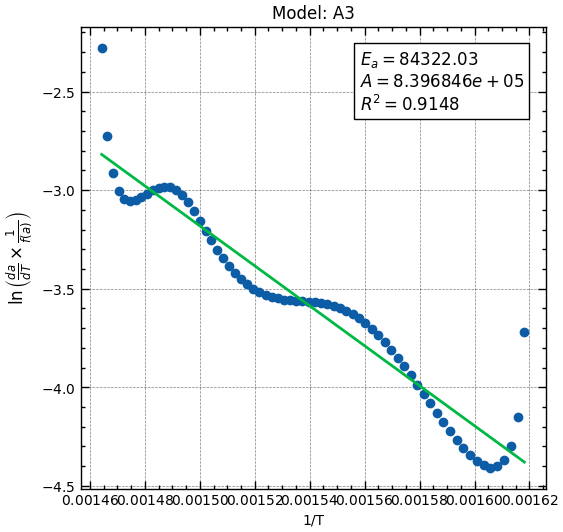 Model: A3
E_a = 84322.03
A = 8.396846e + 05
R^2 = 0.9148
ln (da/dT × 1/f(a))
−2.5
−3.0
−3.5
−4.0
−4.5
0.00146 0.00148 0.00150 0.00152 0.00154 0.00156 0.00158 0.00160 0.00162
1/T